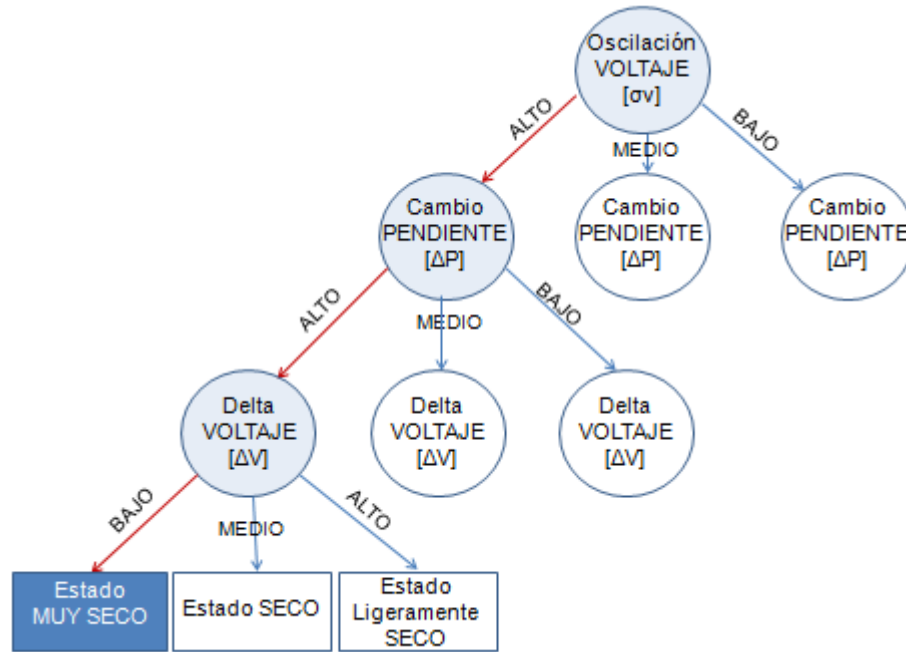 Oscilación
VOLTAJE
[σv]
ALTO
MEDIO
BAJO
Cambio
PENDIENTE
[ΔP]
Cambio
PENDIENTE
[ΔP]
Cambio
PENDIENTE
[ΔP]
ALTO
MEDIO
BAJO
Delta
VOLTAJE
[ΔV]
Delta
VOLTAJE
[ΔV]
Delta
VOLTAJE
[ΔV]
BAJO
MEDIO
ALTO
Estado
MUY SECO
Estado SECO
Estado
Ligeramente
SECO